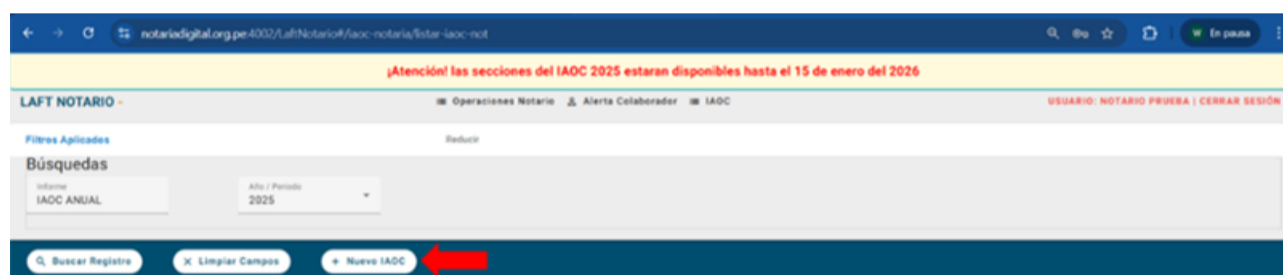 notariadigital.org.pe:4002/LaftNotario#/iaoc-notaria/listar-iaoc-not W En pausa
¡Atención! las secciones del IAOC 2025 estaran disponibles hasta el 15 de enero del 2026
LAFT NOTARIO Operaciones Notario Alerta Colaborador IAOC USUARIO: NOTARIO PRUEBA | CERRAR SESIÓN
Filtros Aplicados Reducir
Búsquedas
Informe Año / Periodo
IAOC ANUAL 2025
Buscar Registro × Limpiar Campos + Nuevo IAOC